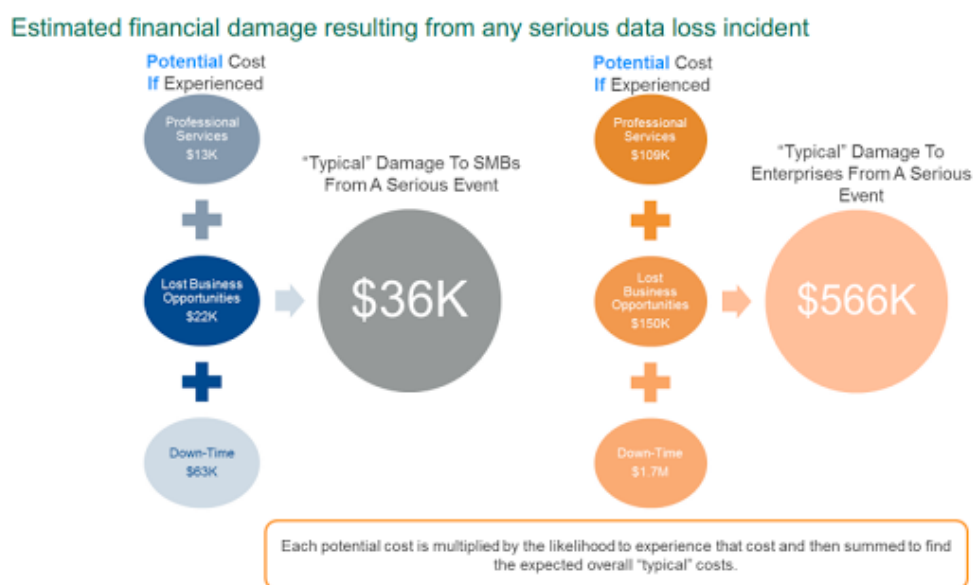 Estimated financial damage resulting from any serious data loss incident
Potential Cost
If Experienced
Professional
Services
$13K
Lost Business
Opportunities
$22K
Down-Time
$63K
"Typical" Damage To SMBs
From A Serious Event
$36K
Potential Cost
If Experienced
Professional
Services
$109K
Lost
Business
Opportunities
$150K
Down-Time
$1.7M
"Typical" Damage To
Enterprises From A Serious
Event
$566K
Each potential cost is multiplied by the likelihood to experience that cost and then summed to find
the expected overall "typical" costs.